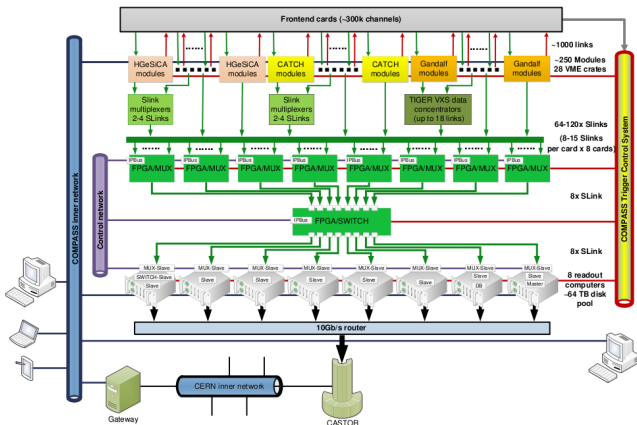 Frontend cards (~300k channels)
~1000 links
HGeSiCA modules
HGeSiCA modules
CATCH modules
CATCH modules
Gandalf modules
Gandalf modules
~250 Modules
28 VME crates
Slink multiplexers 2-4 SLinks
Slink multiplexers 2-4 SLinks
TIGER VXS data concentrators (up to 18 links)
64-120x Slinks
(8-15 Slinks
per card x 8 cards)
IPBus
IPBus
IPBus
IPBus
IPBus
IPBus
IPBus
IPBus
FPGA/MUX
FPGA/MUX
FPGA/MUX
FPGA/MUX
FPGA/MUX
FPGA/MUX
FPGA/MUX
FPGA/MUX
COMPASS inner network
Control network
COMPASS Trigger Control System
8x SLink
IPBus
FPGA/SWITCH
8x SLink
MUX-Slave
MUX-Slave
MUX-Slave
MUX-Slave
MUX-Slave
MUX-Slave
MUX-Slave
MUX-Slave
SWITCH-Slave
Slave
Slave
Slave
Slave
Slave
Slave
Slave
DB
Slave
Master
8 readout
computers
~64 TB disk
pool
10Gb/s router
CERN inner network
Gateway
CASTOR